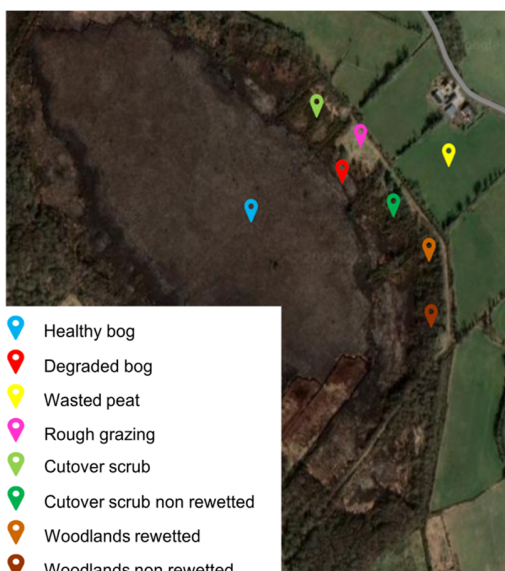 Healthy bog
Degraded bog
Wasted peat
Rough grazing
Cutover scrub
Cutover scrub non rewetted
Woodlands rewetted
Woodlands non rewetted